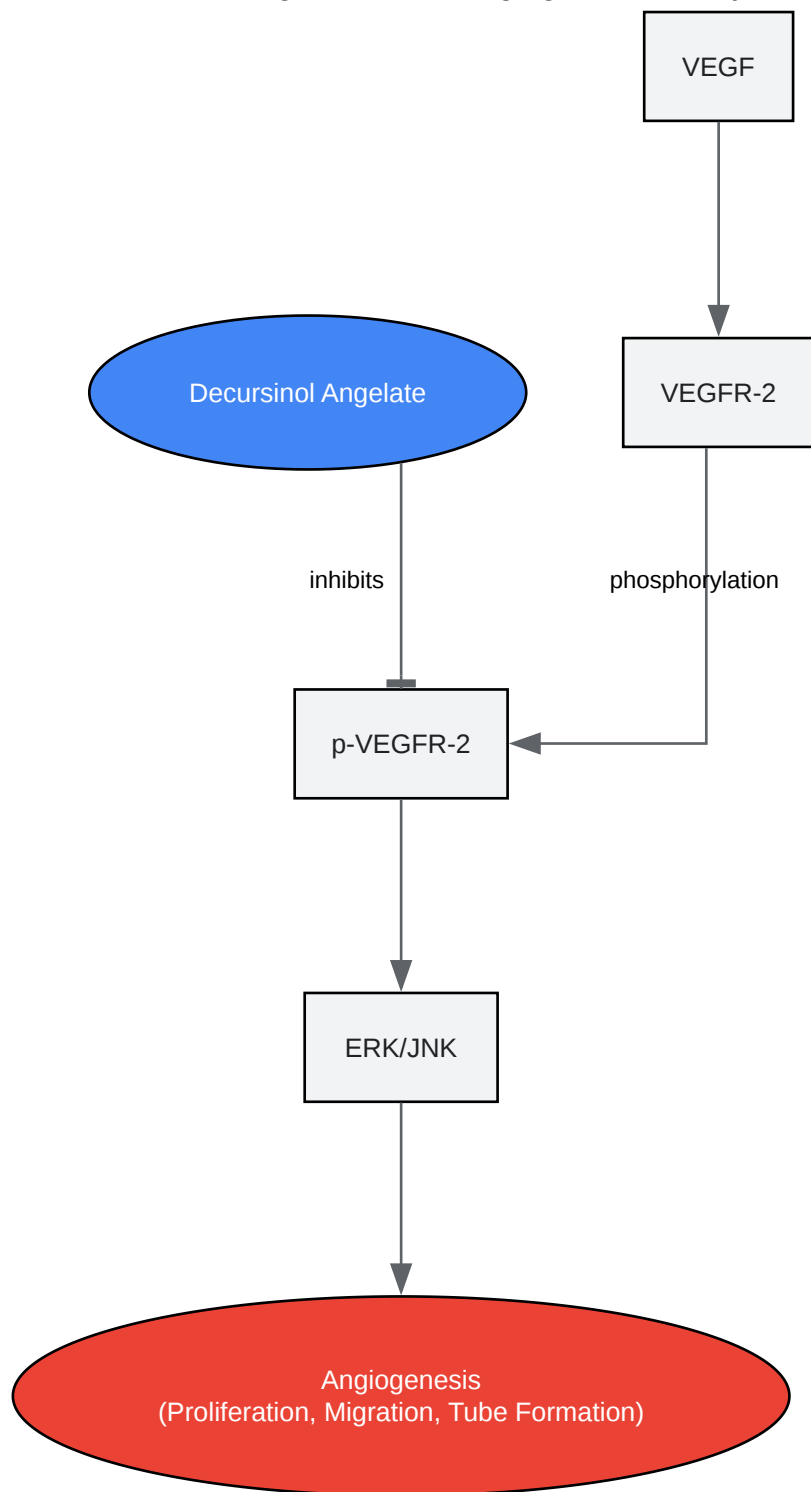 VEGF
Decursinol Angelate
VEGFR-2
inhibits
phosphorylation
p-VEGFR-2
ERK/JNK
Angiogenesis
(Proliferation, Migration, Tube Formation)